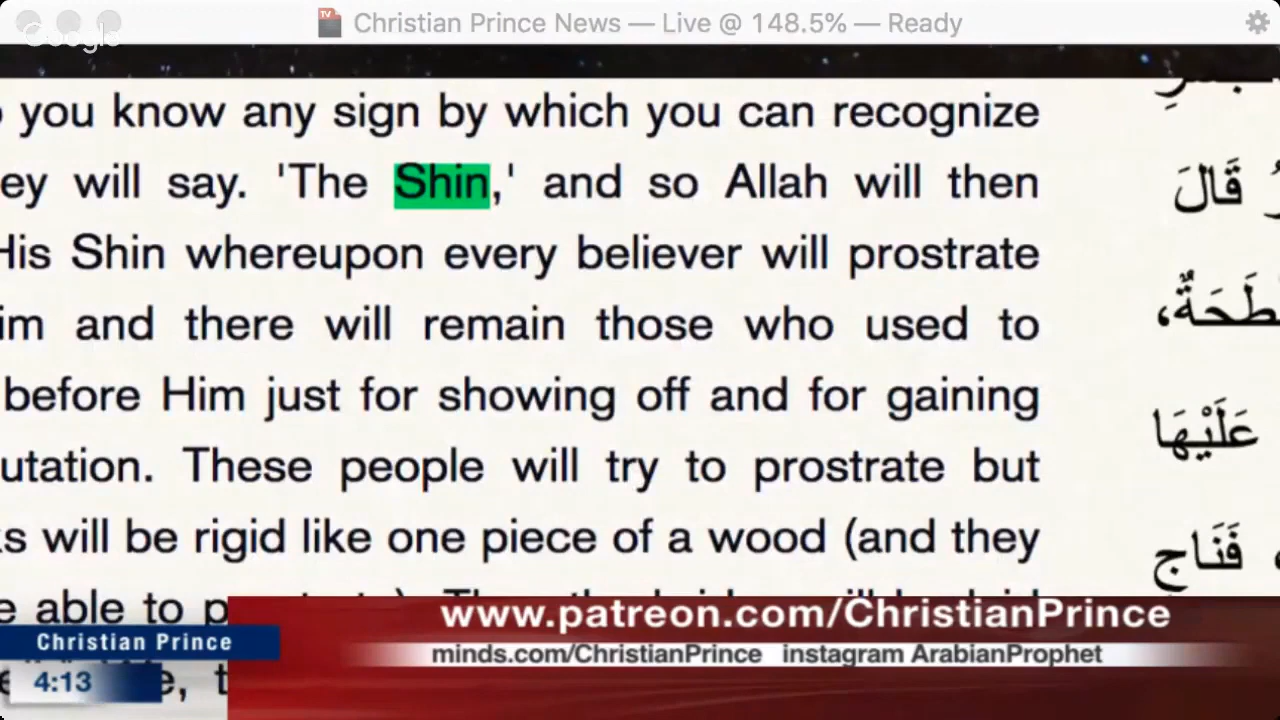 Christian Prince News — Live @ 148.5% — Ready
Google
you know any sign by which you can recognize
ey will say. 'The Shin,' and so Allah will then
His Shin whereupon every believer will prostrate
im and there will remain those who used to
before Him just for showing off and for gaining
utation. These people will try to prostrate but
s will be rigid like one piece of a wood (and they
e able to p
قَالَ
طَحَةٌ،
عَلَيْهَا
فَنَاجٍ
www.patreon.com/ChristianPrince
Christian Prince
minds.com/ChristianPrince instagram ArabianProphet
4:13